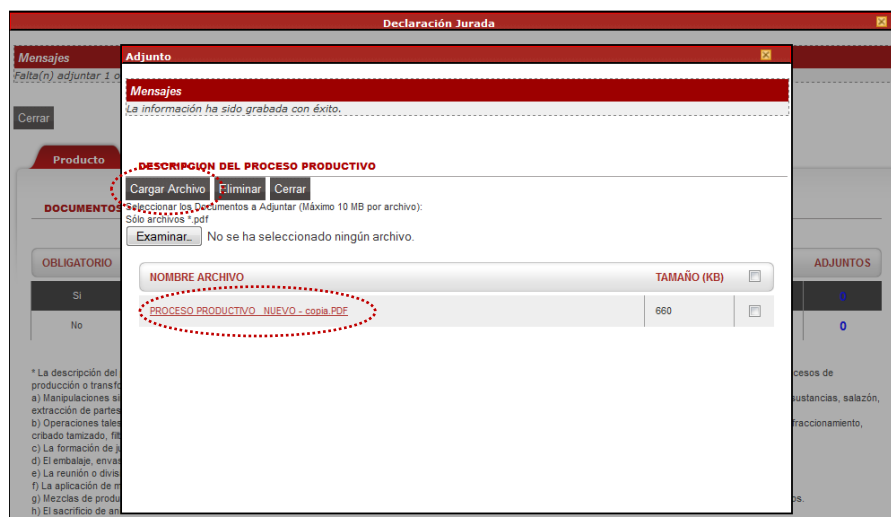 Declaración Jurada
Mensajes
Falta(n) adjuntar 1 o
Cerrar
Producto
DOCUMENTOS
OBLIGATORIO
ADJUNTOS
Si
0
No
0
* La descripción del
cesos de
producción o transfo
a) Manipulaciones si
sustancias, salazón,
extracción de partes
b) Operaciones tales
fraccionamiento,
cribado tamizado, filt
c) La formación de ju
d) El embalaje, envas
e) La reunión o divis
f) La aplicación de m
g) Mezclas de produ
os.
h) El sacrificio de an
Adjunto
Mensajes
La información ha sido grabada con éxito.
DESCRIPCION DEL PROCESO PRODUCTIVO
Cargar Archivo Eliminar Cerrar
Seleccionar los Documentos a Adjuntar (Máximo 10 MB por archivo):
Sólo archivos *.pdf
Examinar... No se ha seleccionado ningún archivo.
NOMBRE ARCHIVO TAMAÑO (KB)
PROCESO PRODUCTIVO NUEVO - copia.PDF 660